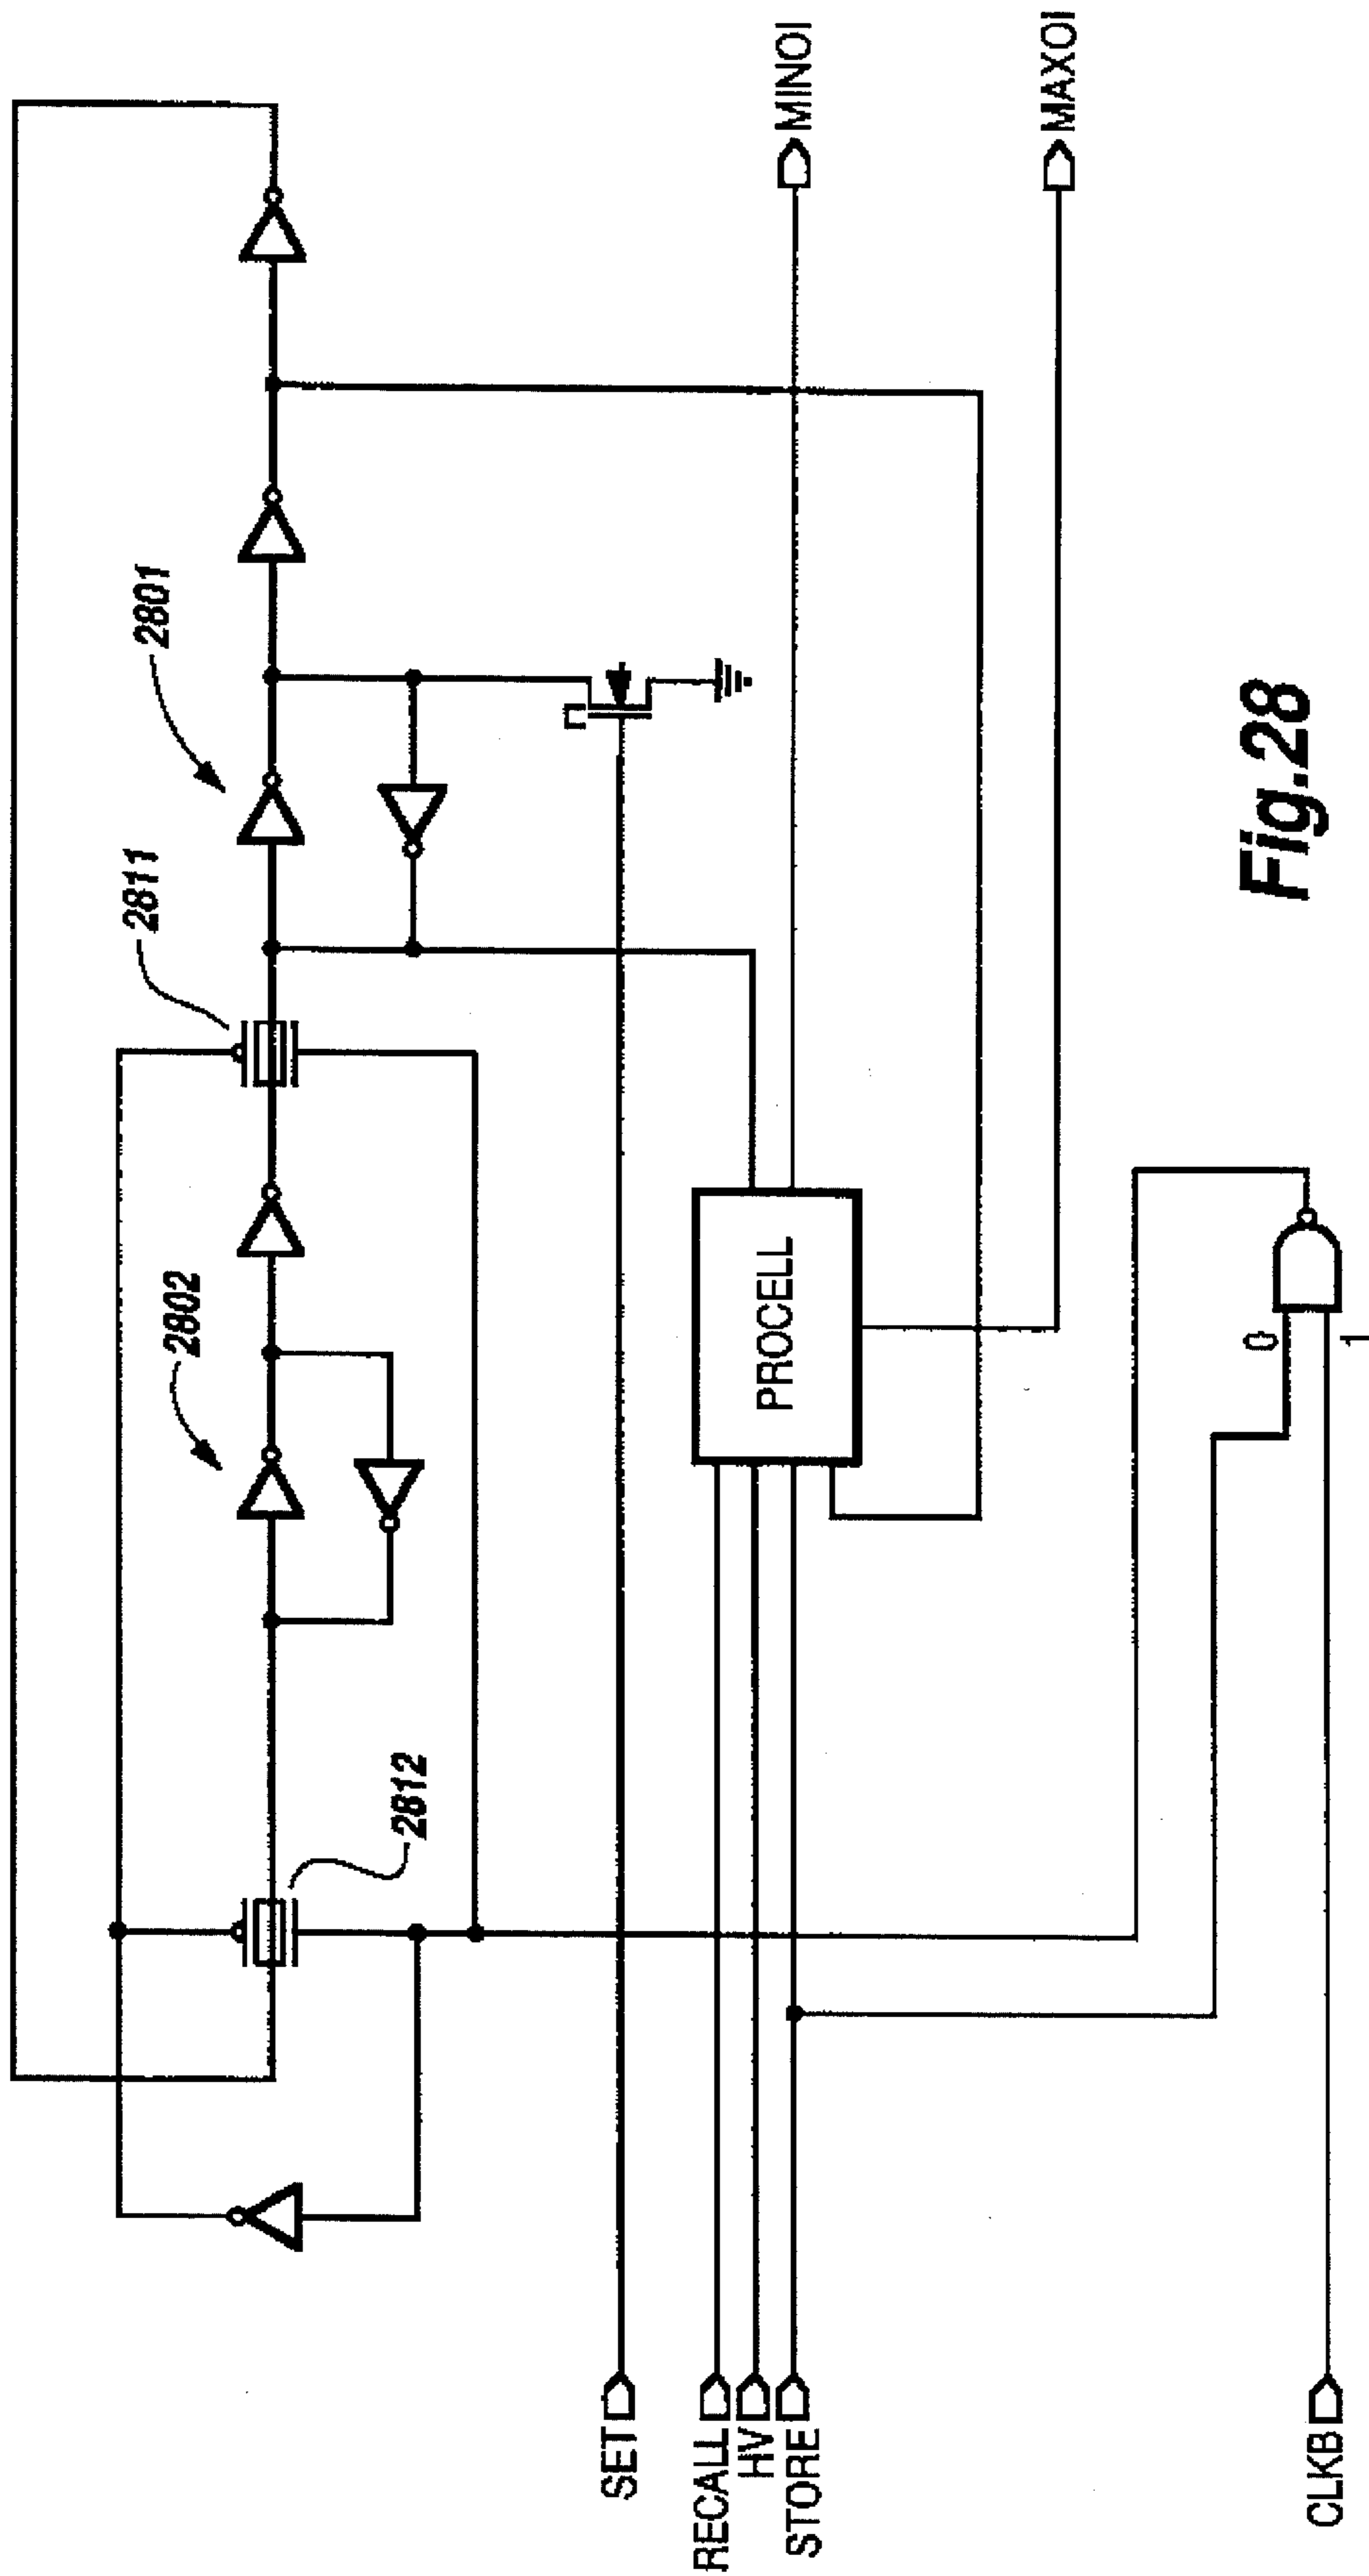 2801
2811
2802
2812
MINOI
MAXOI
PROCELL
SET
RECALL
HV
STORE
CLKB
0
1
Fig.28